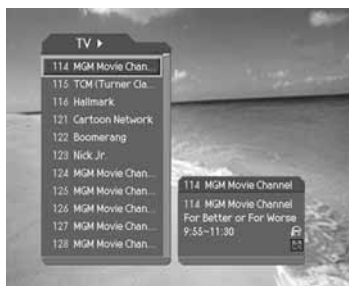 TV
114 MGM Movie Chan...
115 TCM (Turner Cla...
116 Hallmark
121 Cartoon Network
122 Boomerang
123 Nick Jr.
124 MGM Movie Chan...
125 MGM Movie Chan...
126 MGM Movie Chan...
127 MGM Movie Cha...
128 MGM Movie Cha...
114 MGM Movie Channel
114 MGM Movie Channel
For Better or For Worse
9:55~11:30